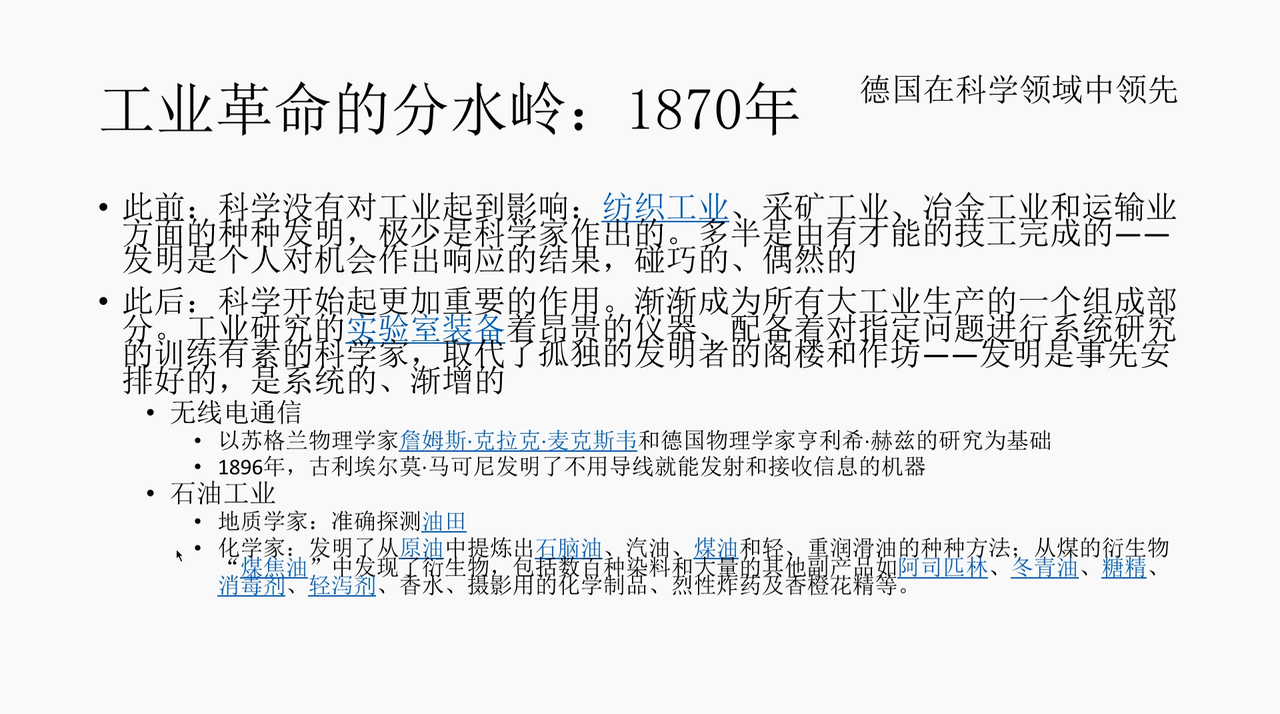 工业革命的分水岭：1870年
德国在科学领域中领先
• 此前：科学没有对工业起到影响：纺织工业、采矿工业、冶金工业和运输业
方面的种种发明，极少是科学家作出的。多半是由有才能的技工完成的——
发明是个人对机会作出响应的结果，碰巧的、偶然的
• 此后：科学开始起更加重要的作用。渐渐成为所有大工业生产的一个组成部
分。工业研究的实验室装备着昂贵的仪器、配备着对指定问题进行系统研究
的训练有素的科学家，取代了孤独的发明者的阁楼和作坊——发明是事先安
排好的，是系统的、渐增的
• 无线电通信
• 以苏格兰物理学家詹姆斯·克拉克·麦克斯韦和德国物理学家亨利希·赫兹的研究为基础
• 1896年，古利埃尔莫·马可尼发明了不用导线就能发射和接收信息的机器
• 石油工业
• 地质学家：准确探测油田
• 化学家：发明了从原油中提炼出石脑油、汽油、煤油和轻、重润滑油的种种方法；从煤的衍生物
“煤焦油”中发现了衍生物，包括数百种染料和大量的其他副产品如阿司匹林、冬青油、糖精、
消毒剂、轻泻剂、香水、摄影用的化学制品、烈性炸药及香橙花精等。